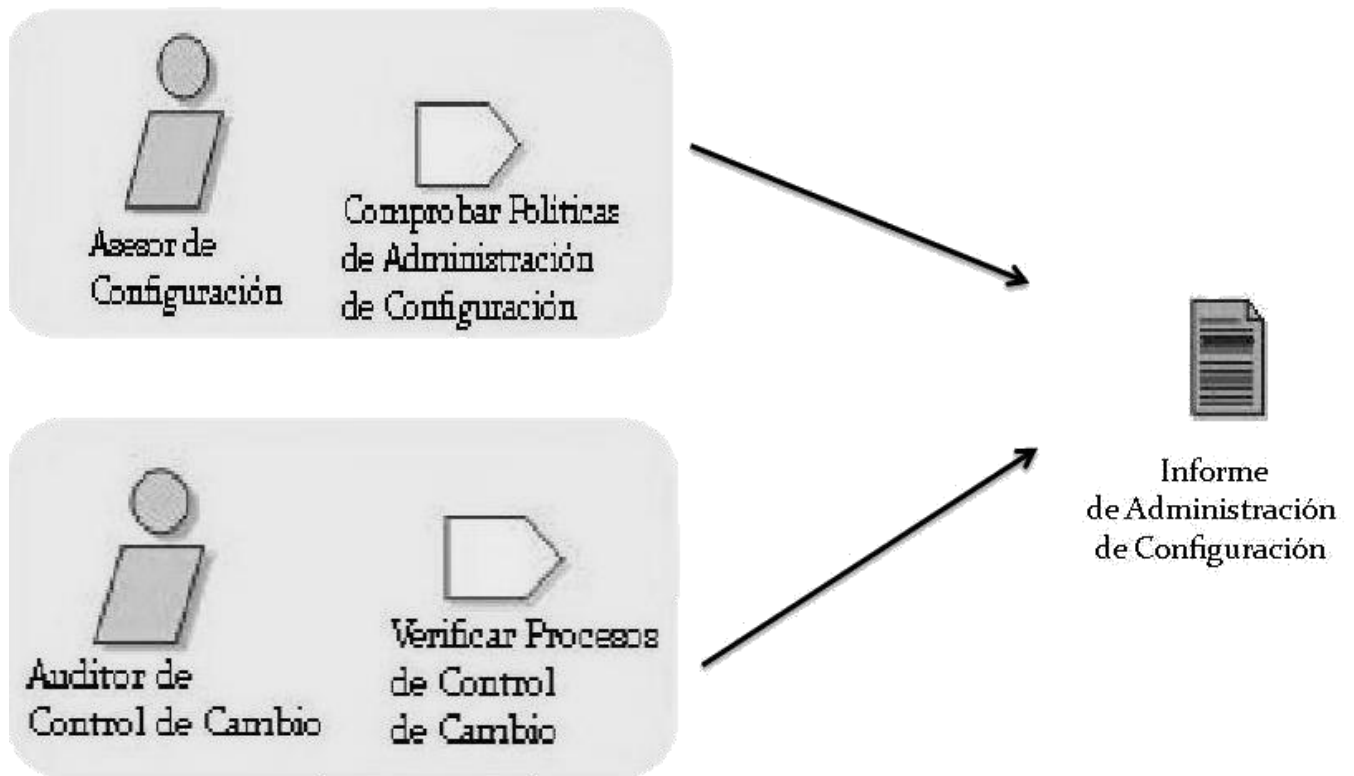 Asesor de
Configuración
Comprobar Políticas
de Administración
de Configuración
Informe
de Administración
de Configuración
Auditor de
Control de Cambio
Verificar Procesos
de Control
de Cambio